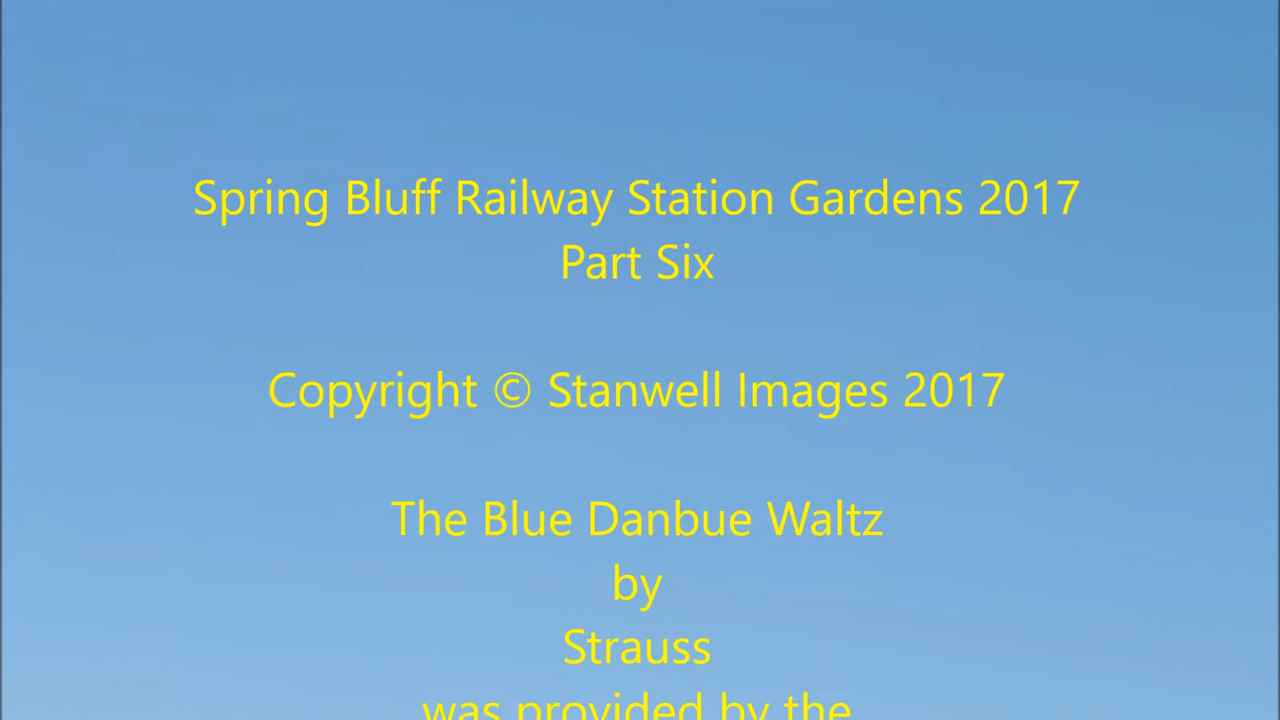 Spring Bluff Railway Station Gardens 2017
Part Six
Copyright © Stanwell Images 2017
The Blue Danbue Waltz
by
Strauss
was provided by the